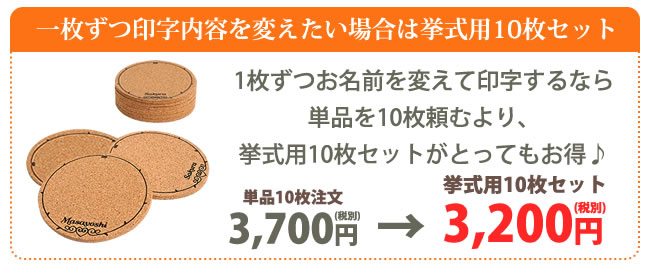 一枚ずつ印字内容を変えたい場合は挙式用10枚セット
1枚ずつお名前を変えて印字するなら
単品を10枚頼むより、
挙式用10枚セットがとってもお得♪
単品10枚注文
3,700円(税別)
→
挙式用10枚セット
3,200円(税別)
Sakura
Masayoshi
Sakura